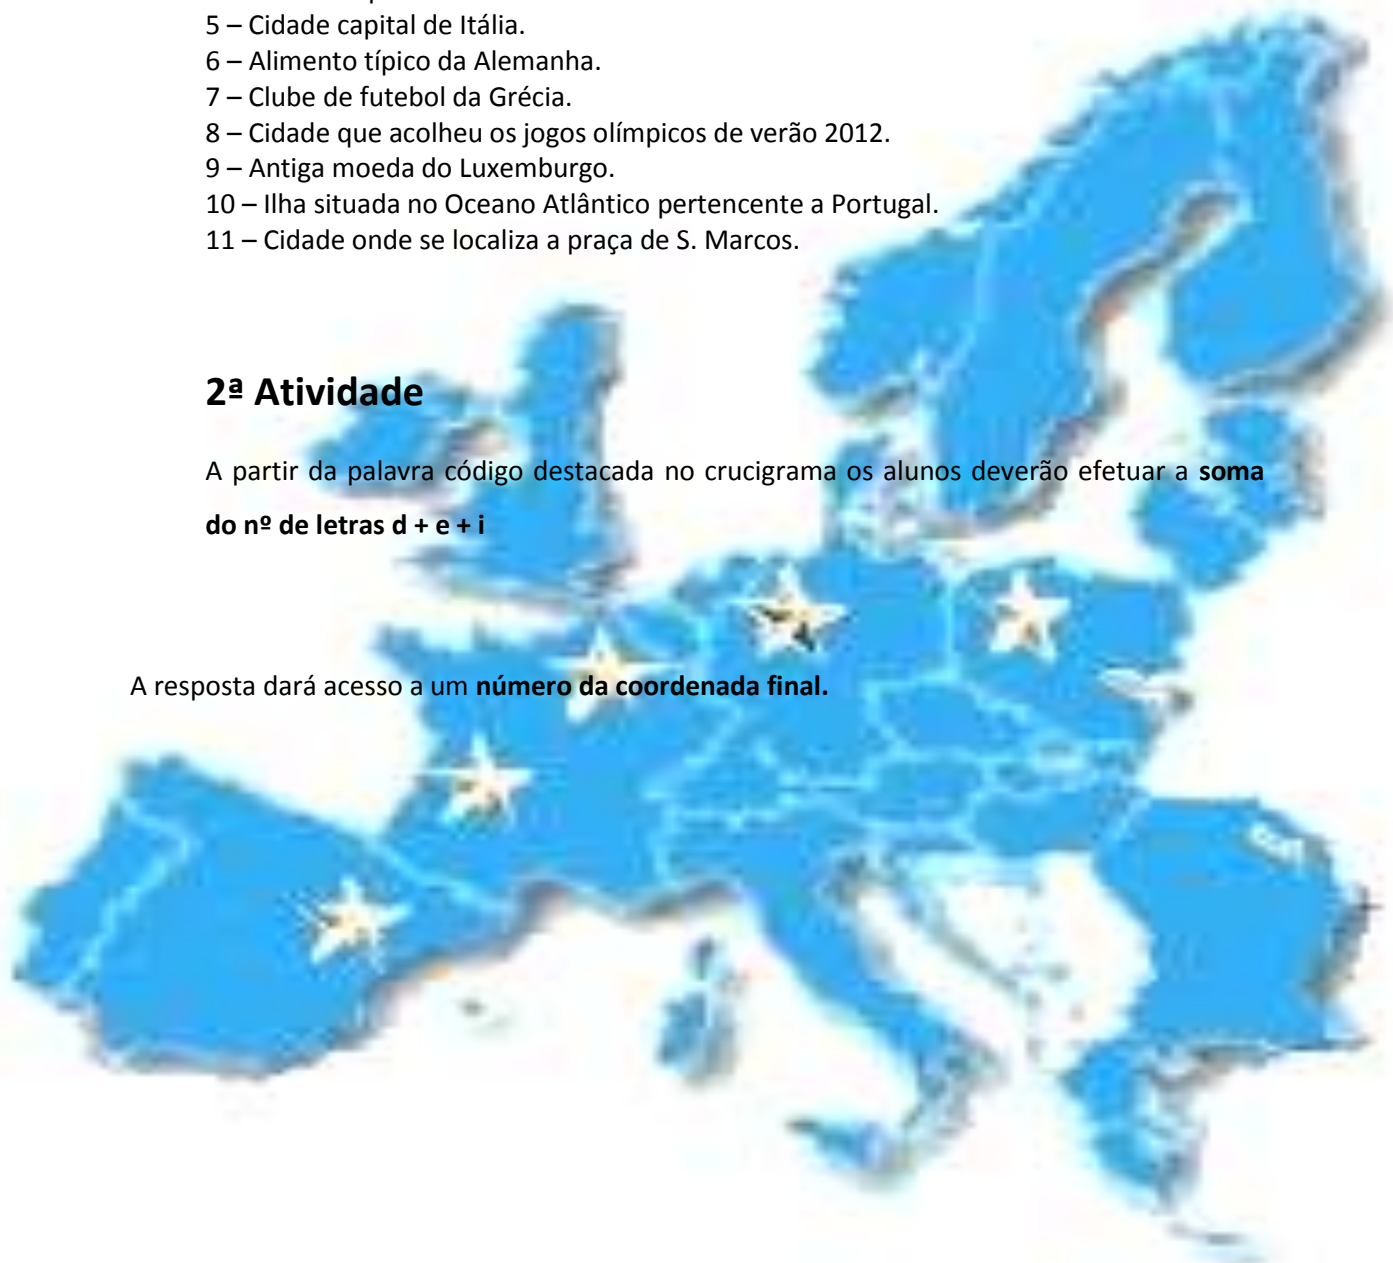 5 – Cidade capital de Itália.
6 – Alimento típico da Alemanha.
7 – Clube de futebol da Grécia.
8 – Cidade que acolheu os jogos olímpicos de verão 2012.
9 – Antiga moeda do Luxemburgo.
10 – Ilha situada no Oceano Atlântico pertencente a Portugal.
11 – Cidade onde se localiza a praça de S. Marcos.
2ª Atividade
A partir da palavra código destacada no crucigrama os alunos deverão efetuar a soma
do nº de letras d + e + i
A resposta dará acesso a um número da coordenada final.